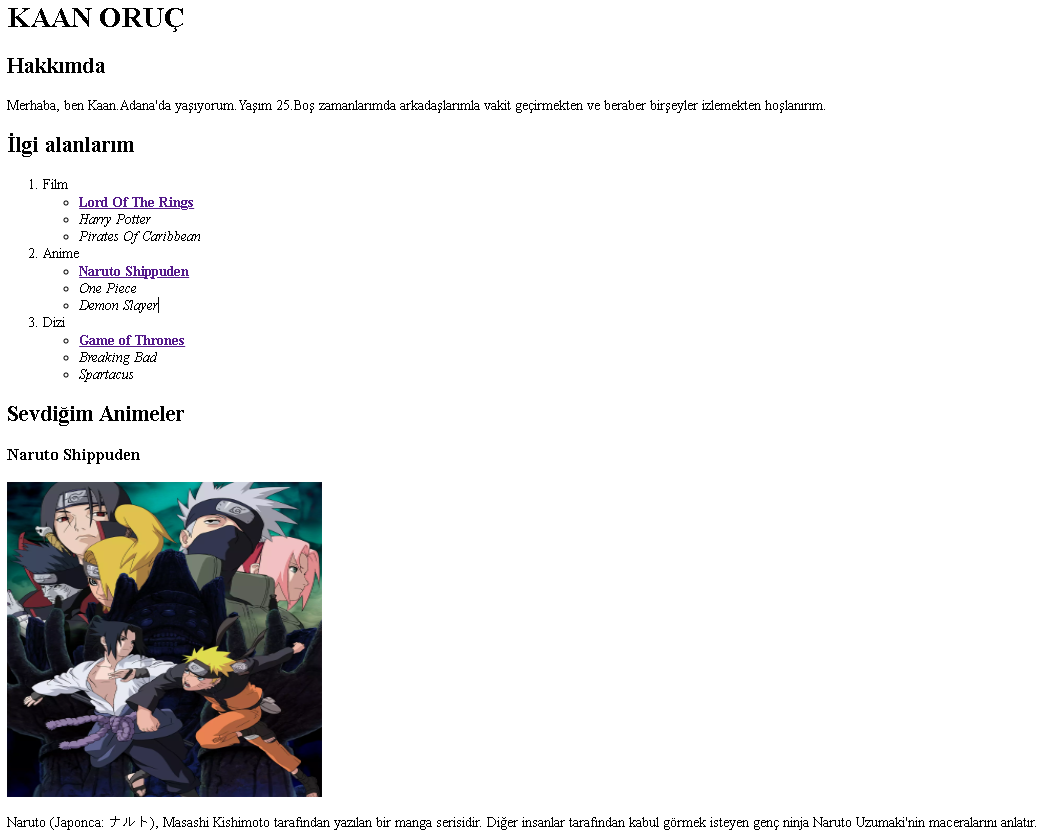 KAAN ORUÇ
Hakkımda
Merhaba, ben Kaan.Adana'da yaşıyorum.Yaşım 25.Boş zamanlarımda arkadaşlarımla vakit geçirmekten ve beraber birşeyler izlemekten hoşlanırım.
İlgi alanlarım
1. Film
Lord Of The Rings
Harry Potter
Pirates Of Caribbean
2. Anime
Naruto Shippuden
One Piece
Demon Slayer
3. Dizi
Game of Thrones
Breaking Bad
Spartacus
Sevdiğim Animeler
Naruto Shippuden
Naruto (Japonca: ナルト), Masashi Kishimoto tarafından yazılan bir manga serisidir. Diğer insanlar tarafından kabul görmek isteyen genç ninja Naruto Uzumaki'nin maceralarını anlatır.